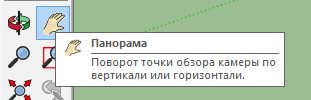 Панорама
Поворот точки обзора камеры по
вертикали или горизонтали.